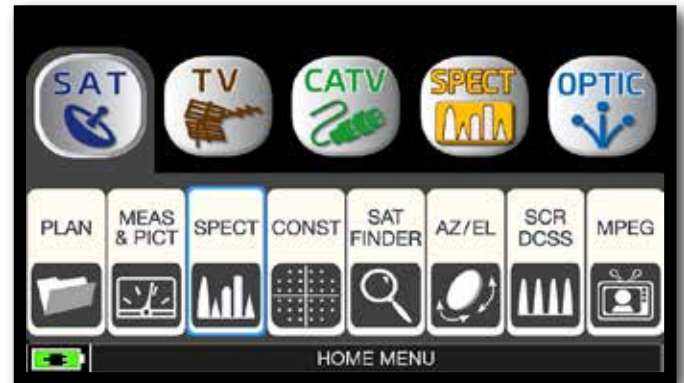 SAT TV CATV SPECT OPTIC
PLAN MEAS & PICT SPECT CONST SAT FINDER AZ/EL SCR DCSS MPEG
HOME MENU